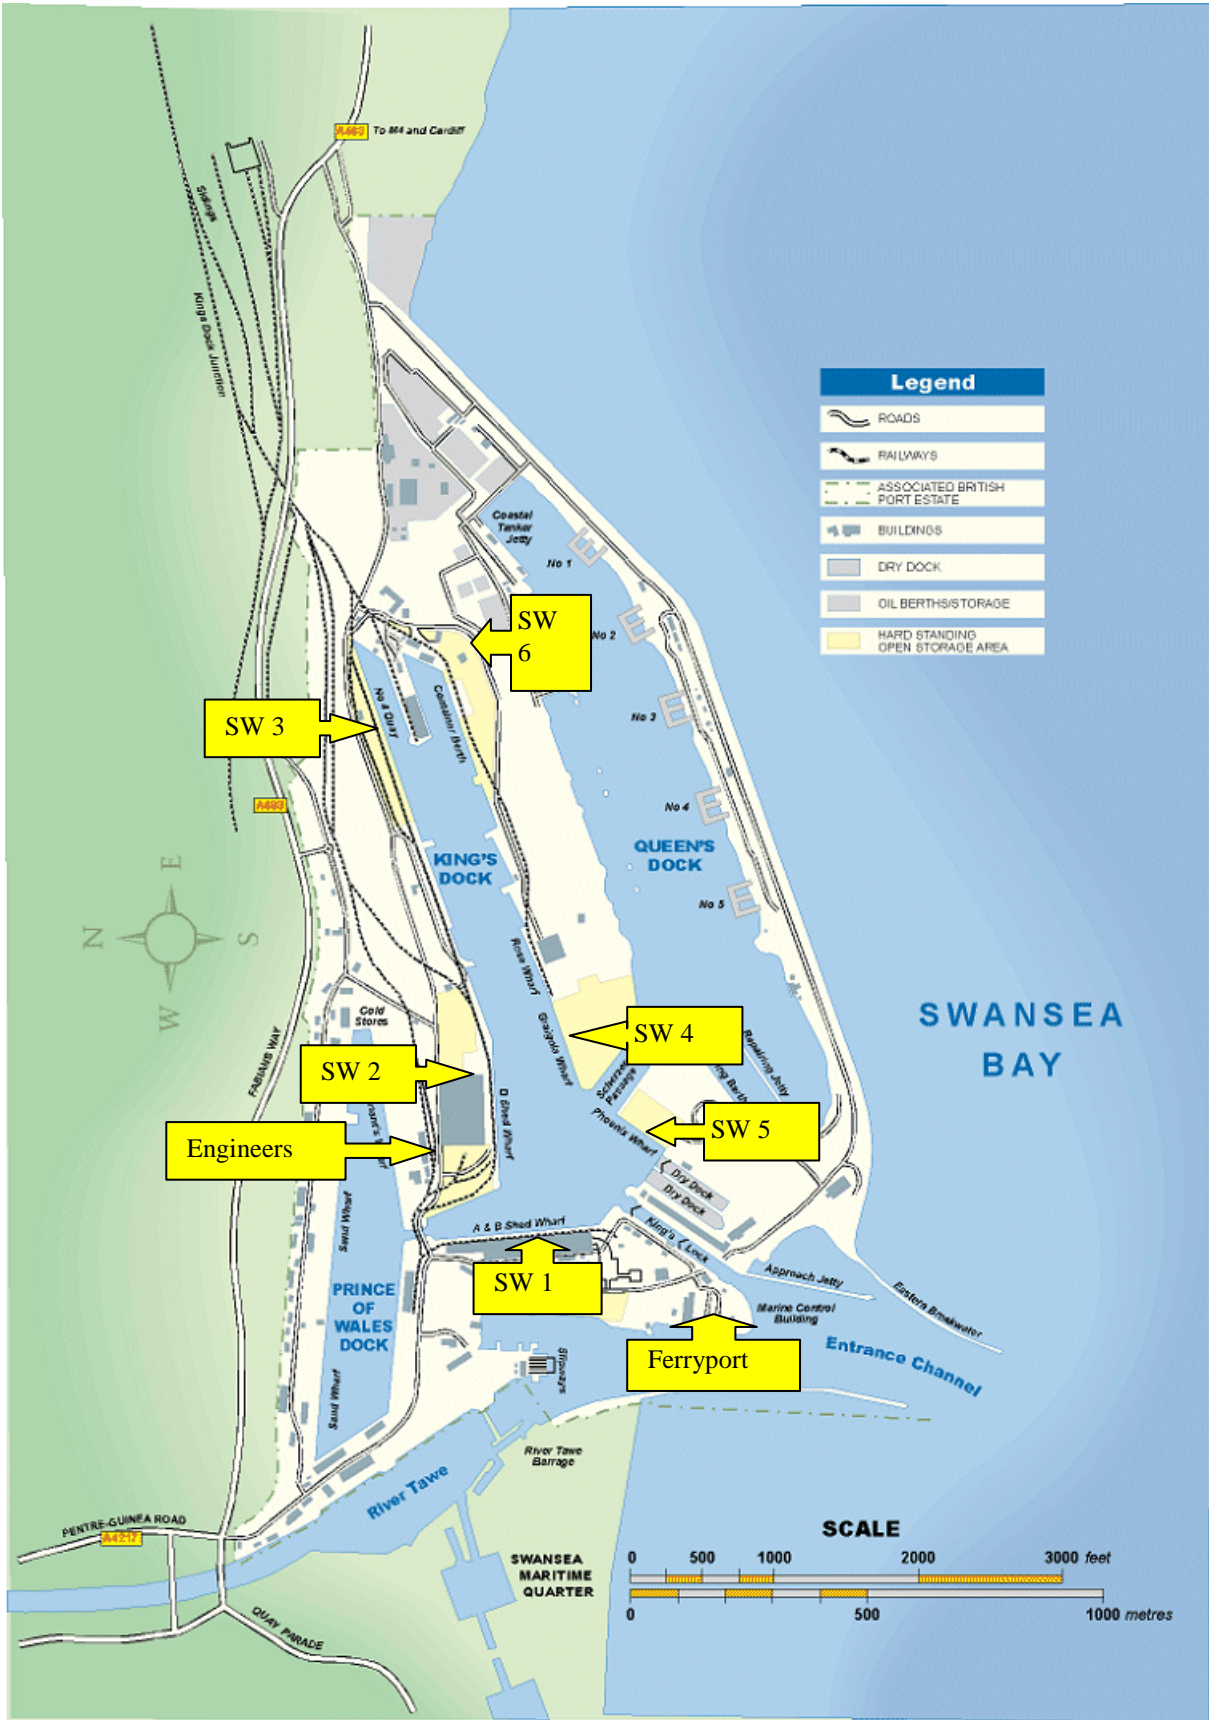 A483 To M4 and Cardiff
Sidings
Kings Dock Junction
Legend
ROADS
RAILWAYS
ASSOCIATED BRITISH
PORT ESTATE
BUILDINGS
DRY DOCK
OIL BERTHS/STORAGE
HARD STANDING
OPEN STORAGE AREA
Coastal
Tanker
Jetty
No 1
No 2
SW
6
SW 3
No 4 Quay
Container Berth
No 3
No 4
A483
KING'S
DOCK
QUEEN'S
DOCK
No 5
N
E
S
W
Rose Wharf
Graigola Wharf
Cold
Stores
FABIANS WAY
SW 4
SWANSEA
BAY
Repairing Jetty
SW 2
D Shed Wharf
Passage
Phoenix Wharf
SW 5
Engineers
Dry Dock
Dry Dock
Sand Wharf
A & B Shed Wharf
King's Lock
SW 1
Approach Jetty
Eastern Breakwater
PRINCE
OF
WALES
DOCK
Marine Control
Building
Ferryport
Entrance Channel
Slipways
Sand Wharf
River Tawe
Barrage
River Tawe
PENTRE-GUINEA ROAD
A4217
SWANSEA
MARITIME
QUARTER
QUAY PARADE
SCALE
0 500 1000 2000 3000 feet
0 500 1000 metres